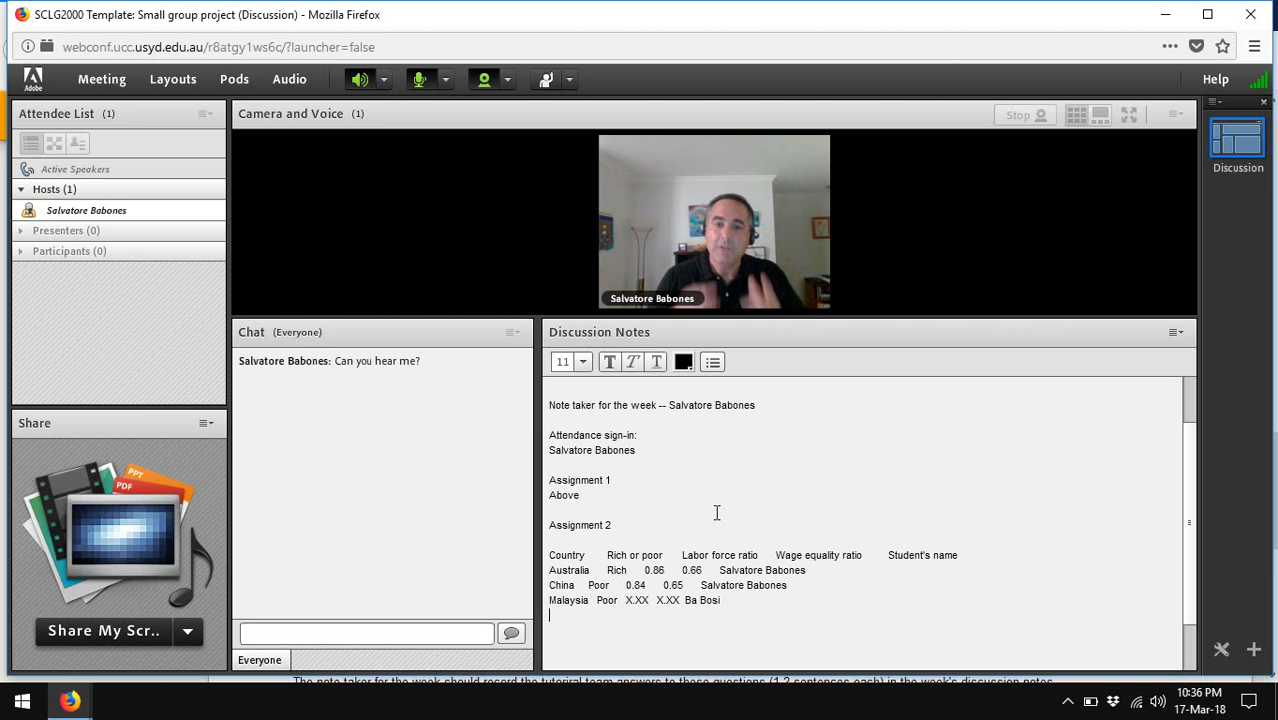 SCLG2000 Template: Small group project (Discussion) - Mozilla Firefox
webconf.ucc.usyd.edu.au/r8atgy1ws6c/?launcher=false
Adobe Meeting Layouts Pods Audio Help
Attendee List (1)
Active Speakers
Hosts (1)
Salvatore Babones
Presenters (0)
Participants (0)
Camera and Voice (1) Stop
Salvatore Babones
Discussion
Share
PPT
PDF
Share My Scr..
Chat (Everyone)
Salvatore Babones: Can you hear me?
Everyone
Discussion Notes
11 T T T
Note taker for the week -- Salvatore Babones
Attendance sign-in:
Salvatore Babones
Assignment 1
Above
Assignment 2
Country Rich or poor Labor force ratio Wage equality ratio Student's name
Australia Rich 0.86 0.66 Salvatore Babones
China Poor 0.84 0.65 Salvatore Babones
Malaysia Poor X.XX X.XX Ba Bosi
The note taker for the week should record the tutorial team answers to these questions (1-2 sentences each) in the week's discussion notes
10:36 PM
17-Mar-18